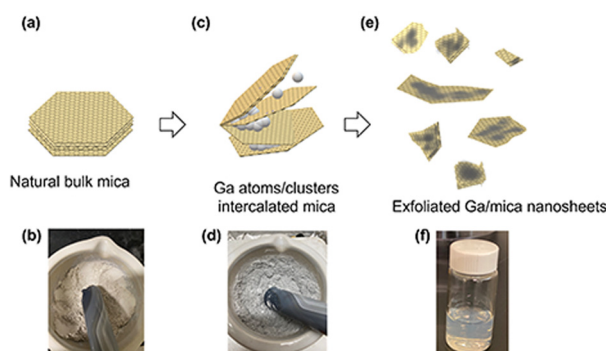 (a)
(c)
(e)
Natural bulk mica
Ga atoms/clusters
intercalated mica
Exfoliated Ga/mica nanosheets
(b)
(d)
(f)